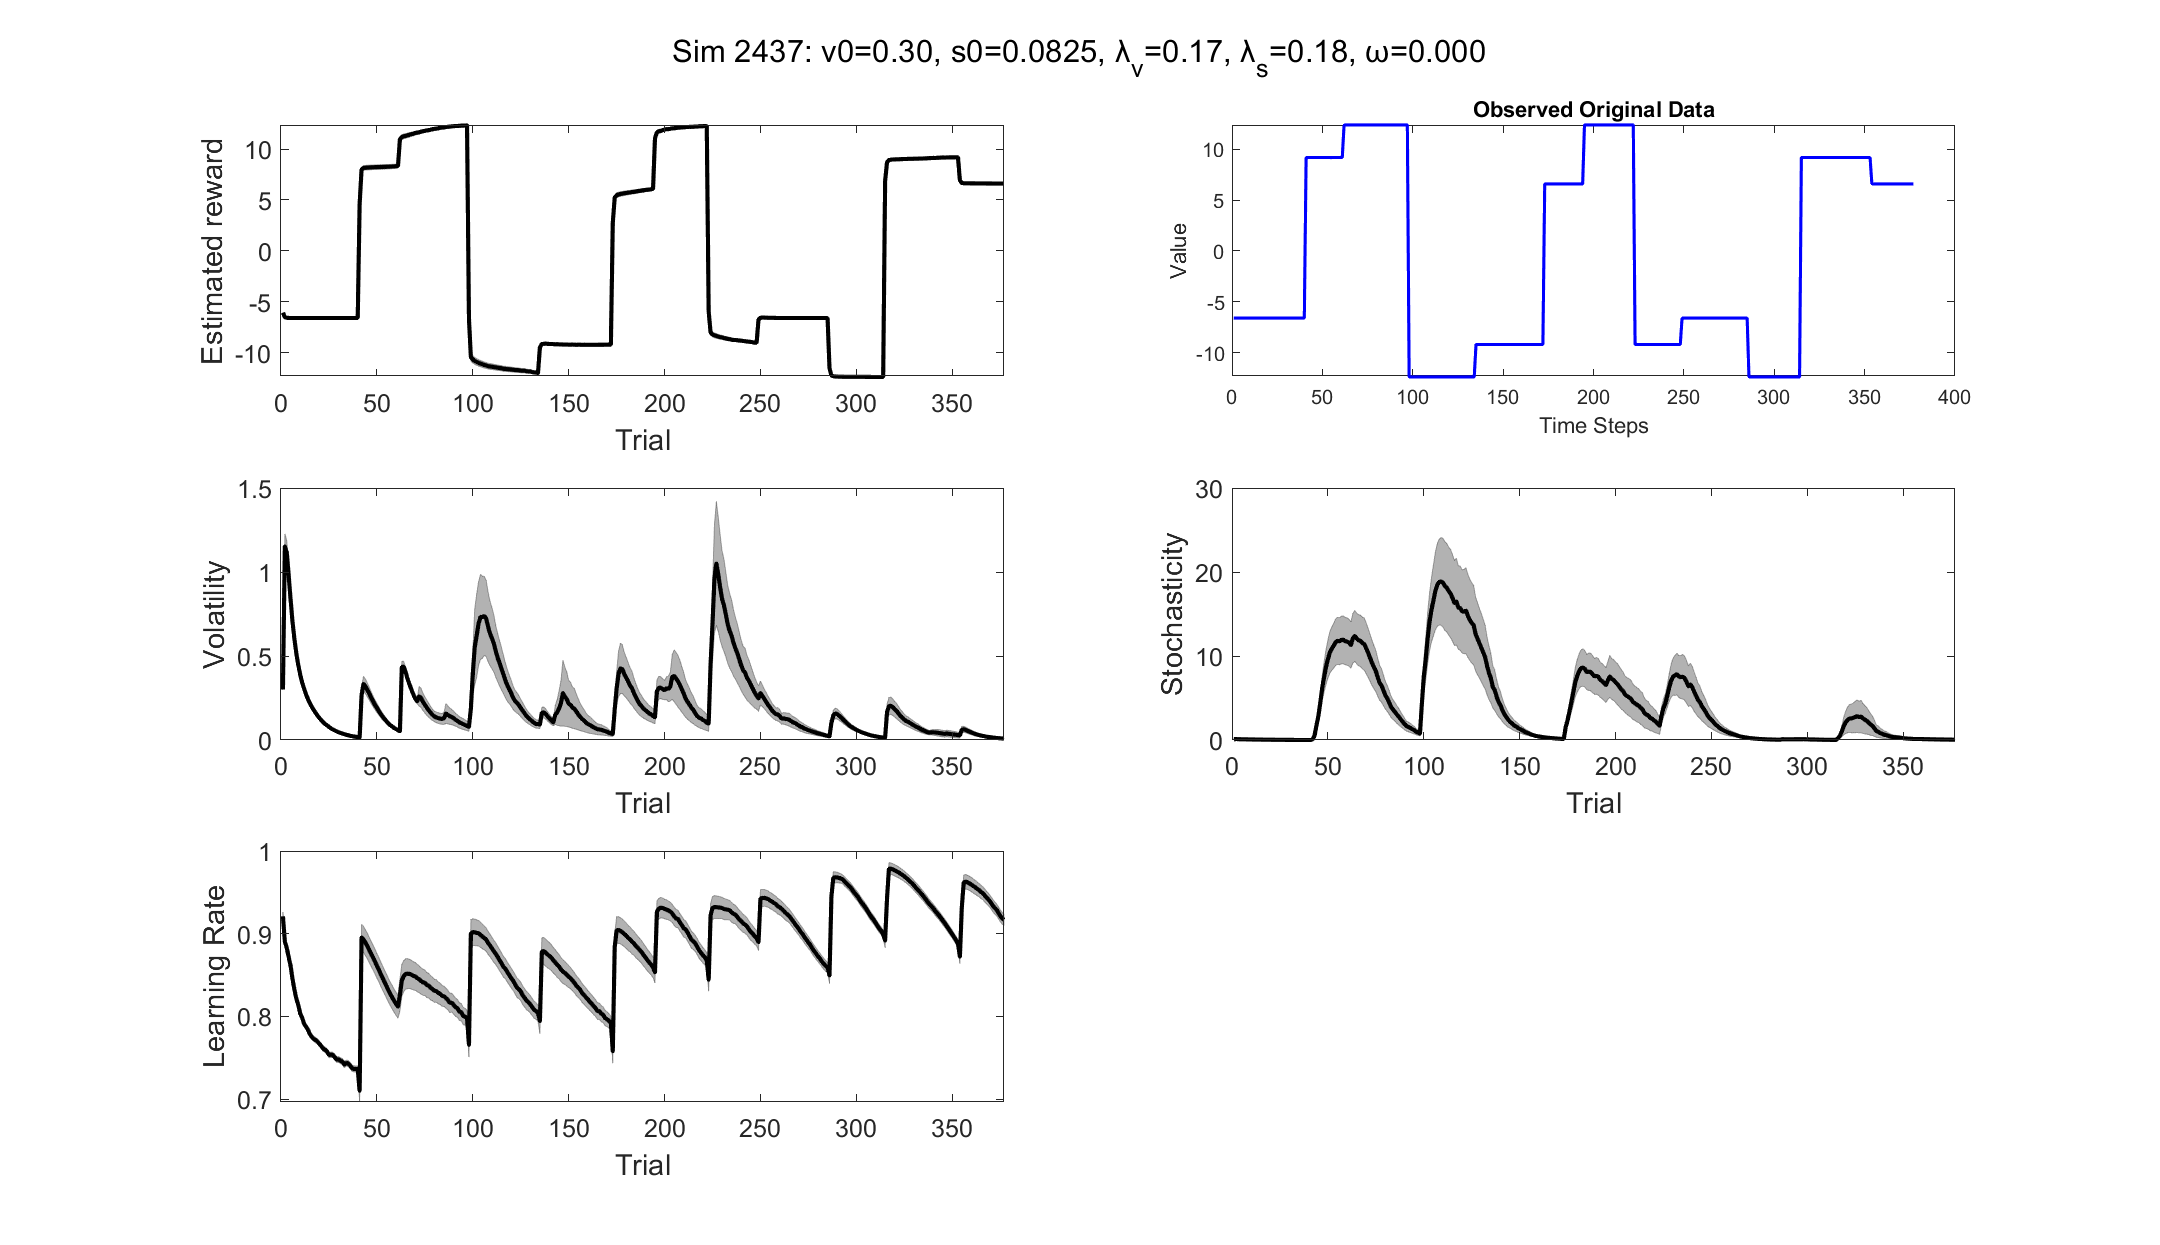 Sim 2437: v0=0.30, s0=0.0825, λv=0.17, λs=0.18, ω=0.000
Estimated reward
10
5
0
-5
-10
0 50 100 150 200 250 300 350
Trial
Observed Original Data
Value
10
5
0
-5
-10
0 50 100 150 200 250 300 350 400
Time Steps
Volatility
1.5
1
0.5
0
0 50 100 150 200 250 300 350
Trial
Stochasticity
30
20
10
0
0 50 100 150 200 250 300 350
Trial
Learning Rate
1
0.9
0.8
0.7
0 50 100 150 200 250 300 350
Trial